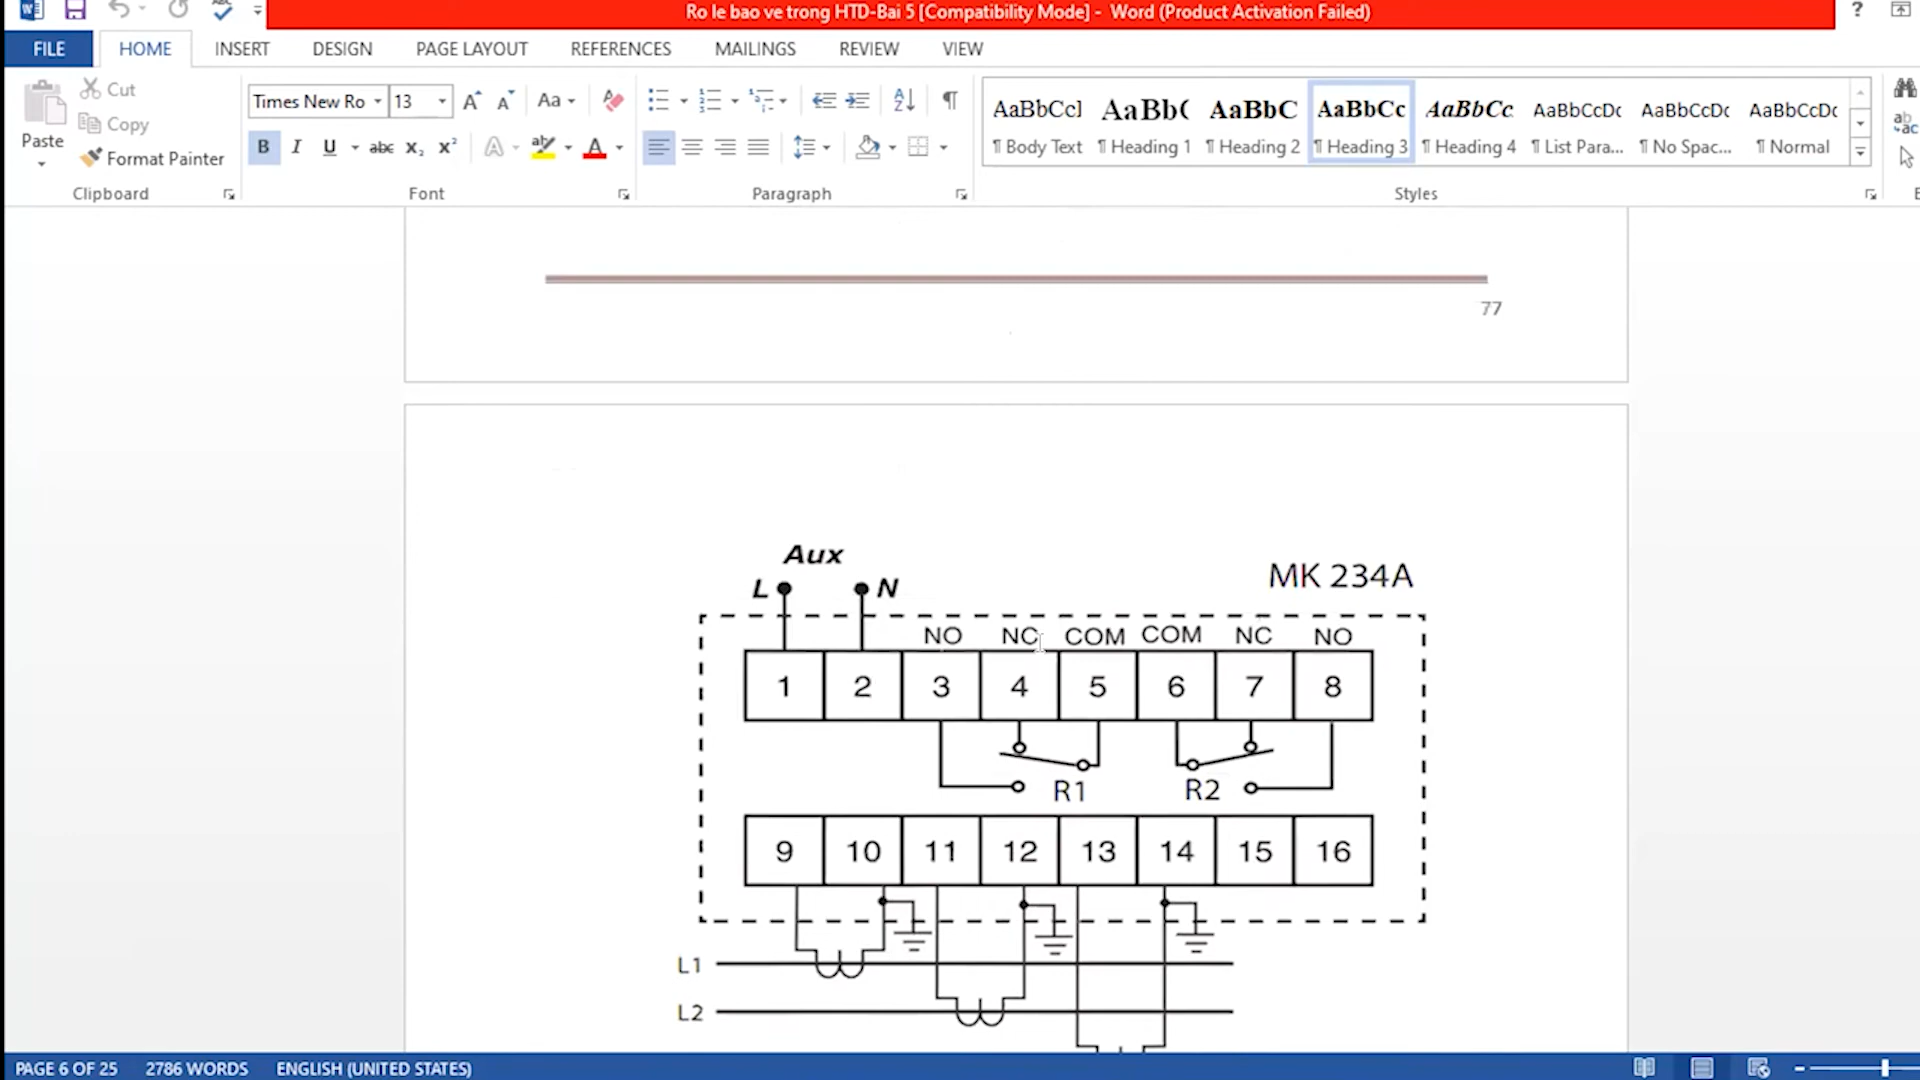 Ro le bao ve trong HTD-Bai 5 [Compatibility Mode] - Word (Product Activation Failed)
?
FILE HOME INSERT DESIGN PAGE LAYOUT REFERENCES MAILINGS REVIEW VIEW
Paste
Cut
Copy
Format Painter
Clipboard
Times New Ro 13
Aa
B I U abc x₂ x² A ab A
Font
Paragraph
AaBbCcI AaBb( AaBbC AaBbCc AaBbCc AaBbCcDc AaBbCcDc AaBbCcDc
¶ Body Text ¶ Heading 1 ¶ Heading 2 ¶ Heading 3 ¶ Heading 4 ¶ List Para... ¶ No Spac... ¶ Normal
Styles
77
Aux
L N
MK 234A
NO NC COM COM NC NO
1 2 3 4 5 6 7 8
R1 R2
9 10 11 12 13 14 15 16
L1
L2
PAGE 6 OF 25 2786 WORDS ENGLISH (UNITED STATES)